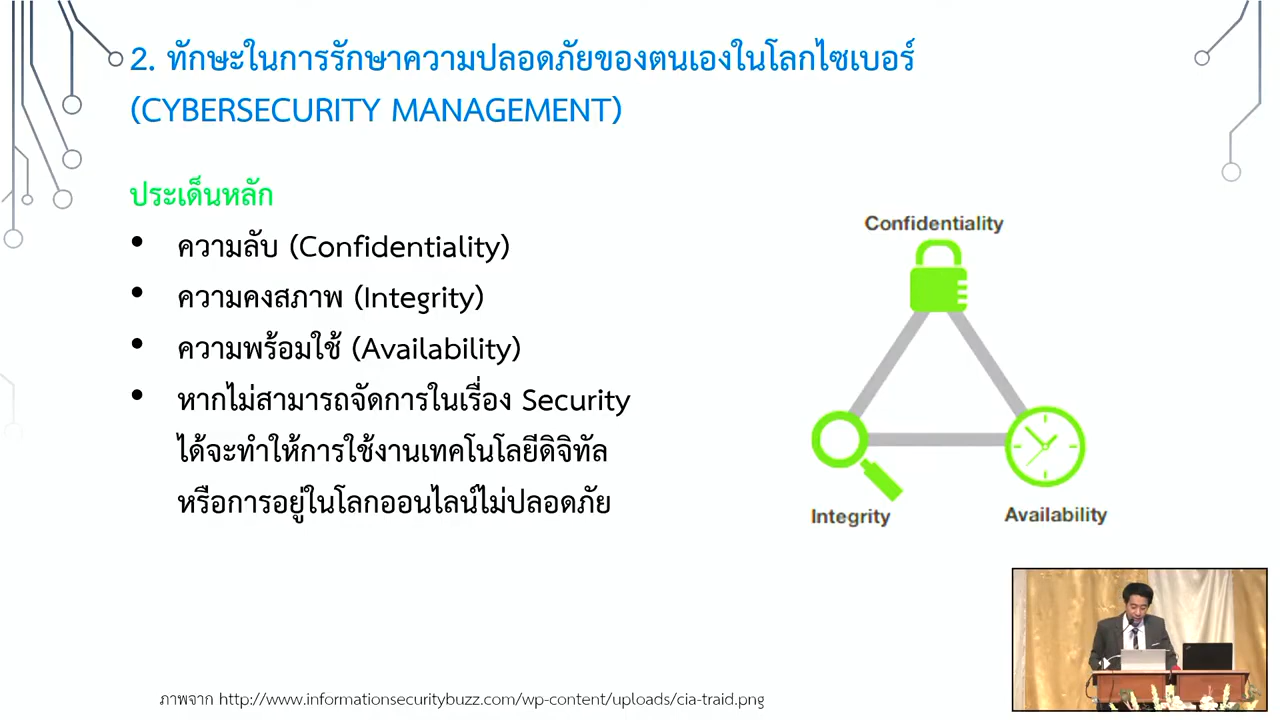 2. ทักษะในการรักษาความปลอดภัยของตนเองในโลกไซเบอร์
(CYBERSECURITY MANAGEMENT)
ประเด็นหลัก
• ความลับ (Confidentiality)
• ความคงสภาพ (Integrity)
• ความพร้อมใช้ (Availability)
• หากไม่สามารถจัดการในเรื่อง Security
ได้จะทำให้การใช้งานเทคโนโลยีดิจิทัล
หรือการอยู่ในโลกออนไลน์ไม่ปลอดภัย
Confidentiality
Integrity
Availability
ภาพจาก http://www.informationsecuritybuzz.com/wp-content/uploads/cia-traid.png